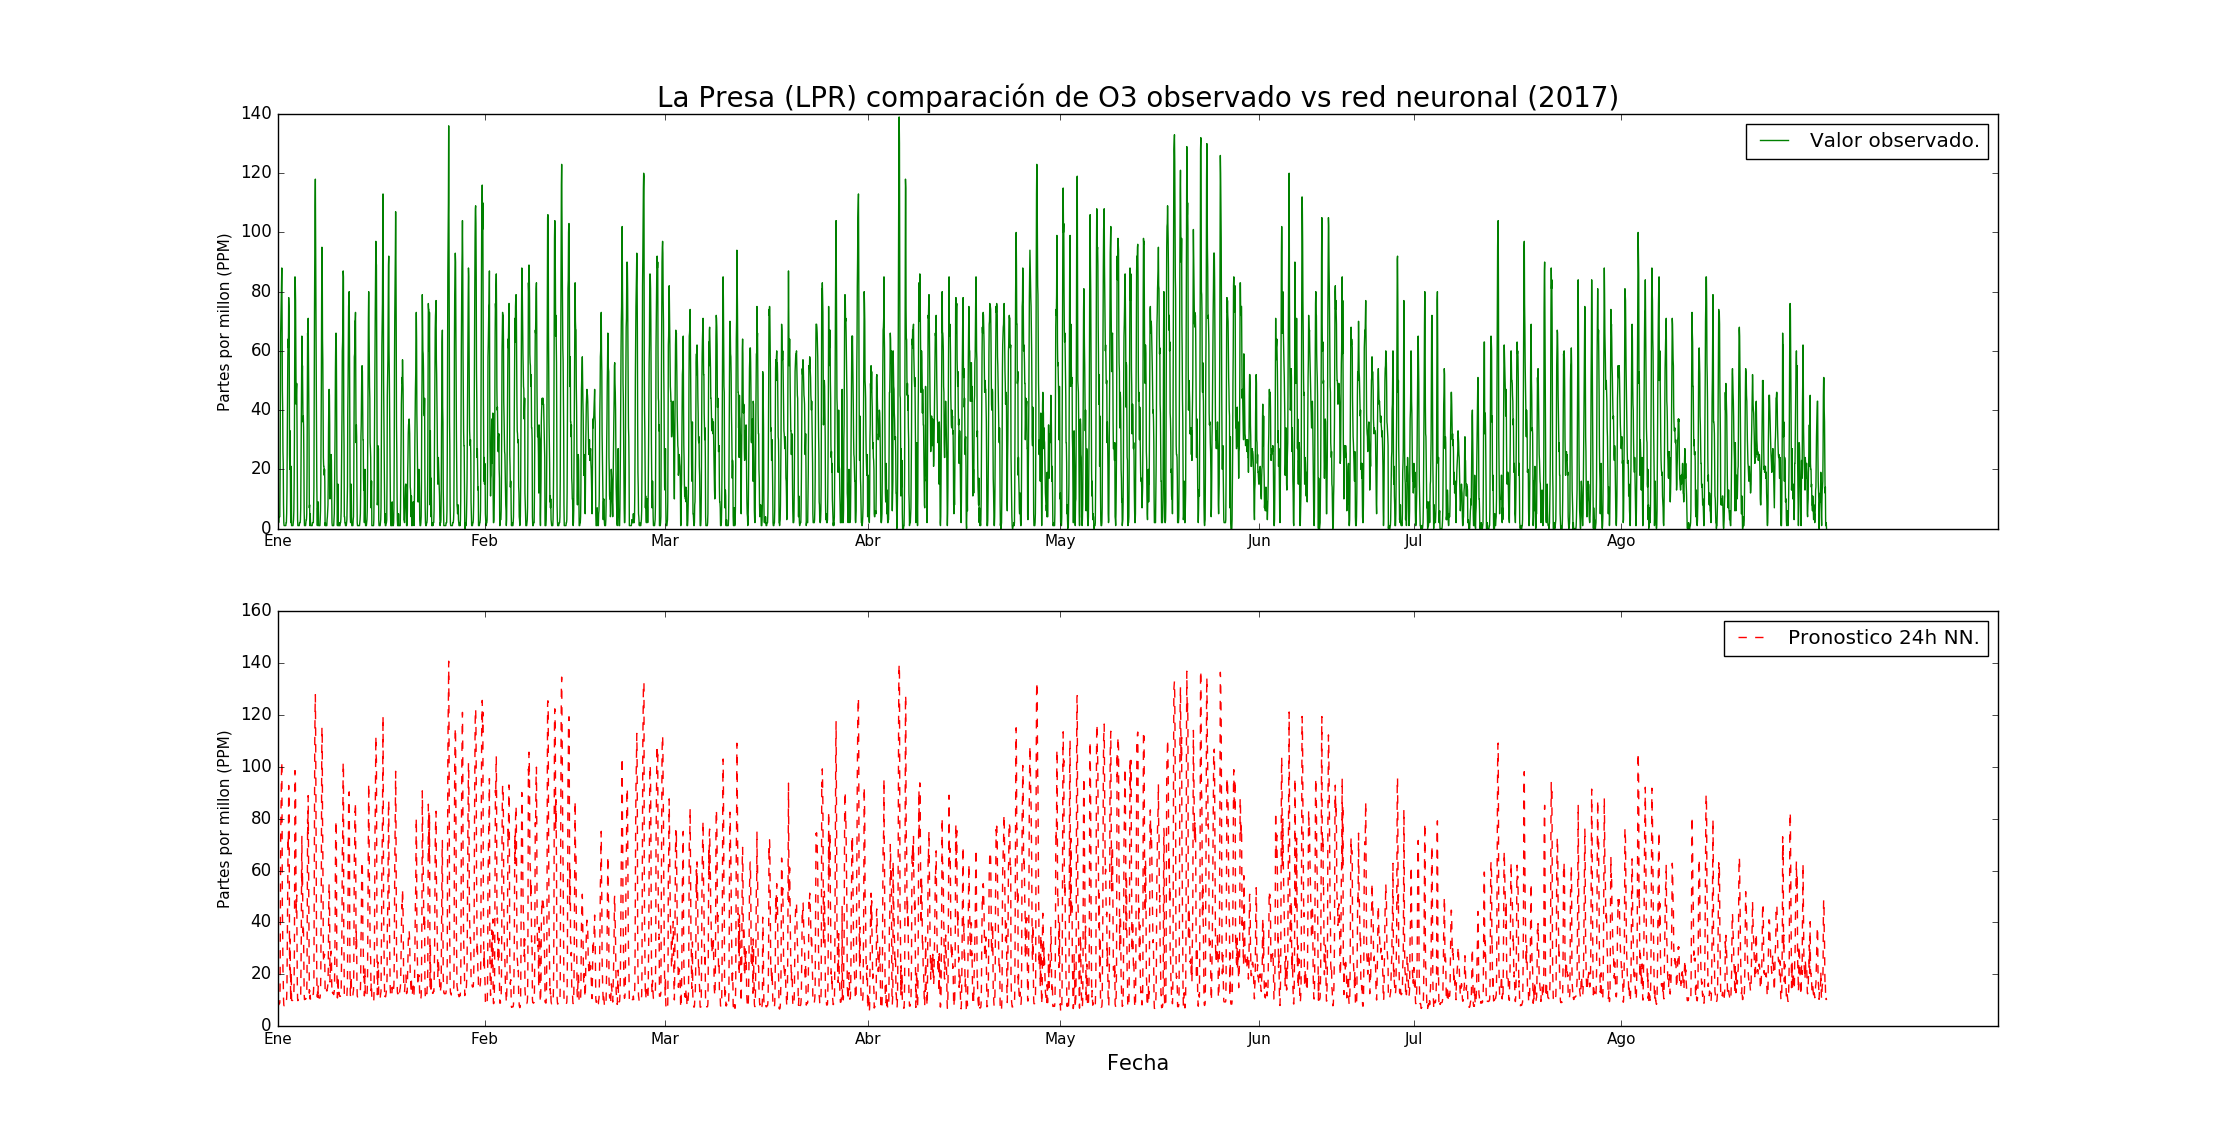 La Presa (LPR) comparación de O3 observado vs red neuronal (2017)
140
120
100
80
60
40
20
0
Partes por millon (PPM)
Valor observado.
Ene Feb Mar Abr May Jun Jul Ago
160
140
120
100
80
60
40
20
0
Partes por millon (PPM)
Pronostico 24h NN.
Ene Feb Mar Abr May Jun Jul Ago
Fecha